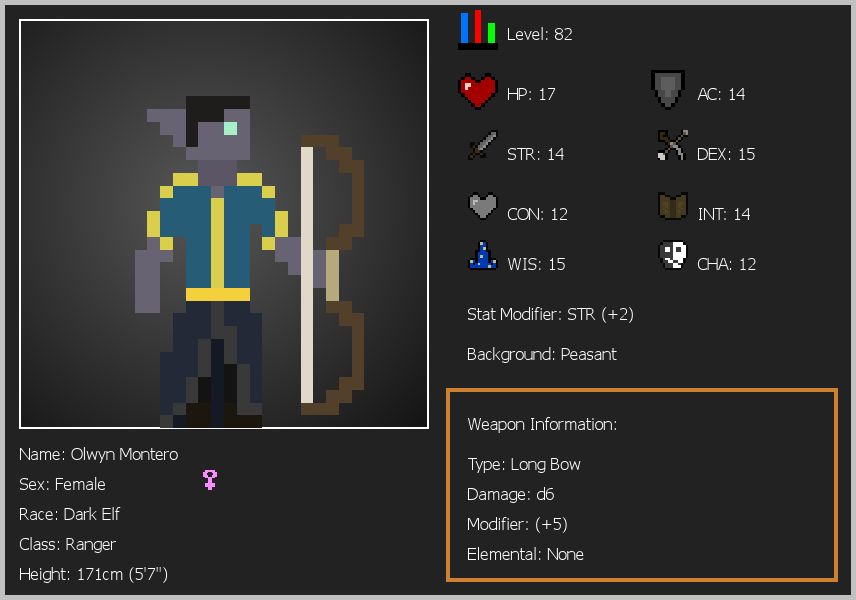 Level: 82
HP: 17
AC: 14
STR: 14
DEX: 15
CON: 12
INT: 14
WIS: 15
CHA: 12
Stat Modifier: STR (+2)
Background: Peasant
Weapon Information:
Type: Long Bow
Damage: d6
Modifier: (+5)
Elemental: None
Name: Olwyn Montero
Sex: Female
Race: Dark Elf
Class: Ranger
Height: 171cm (5'7")